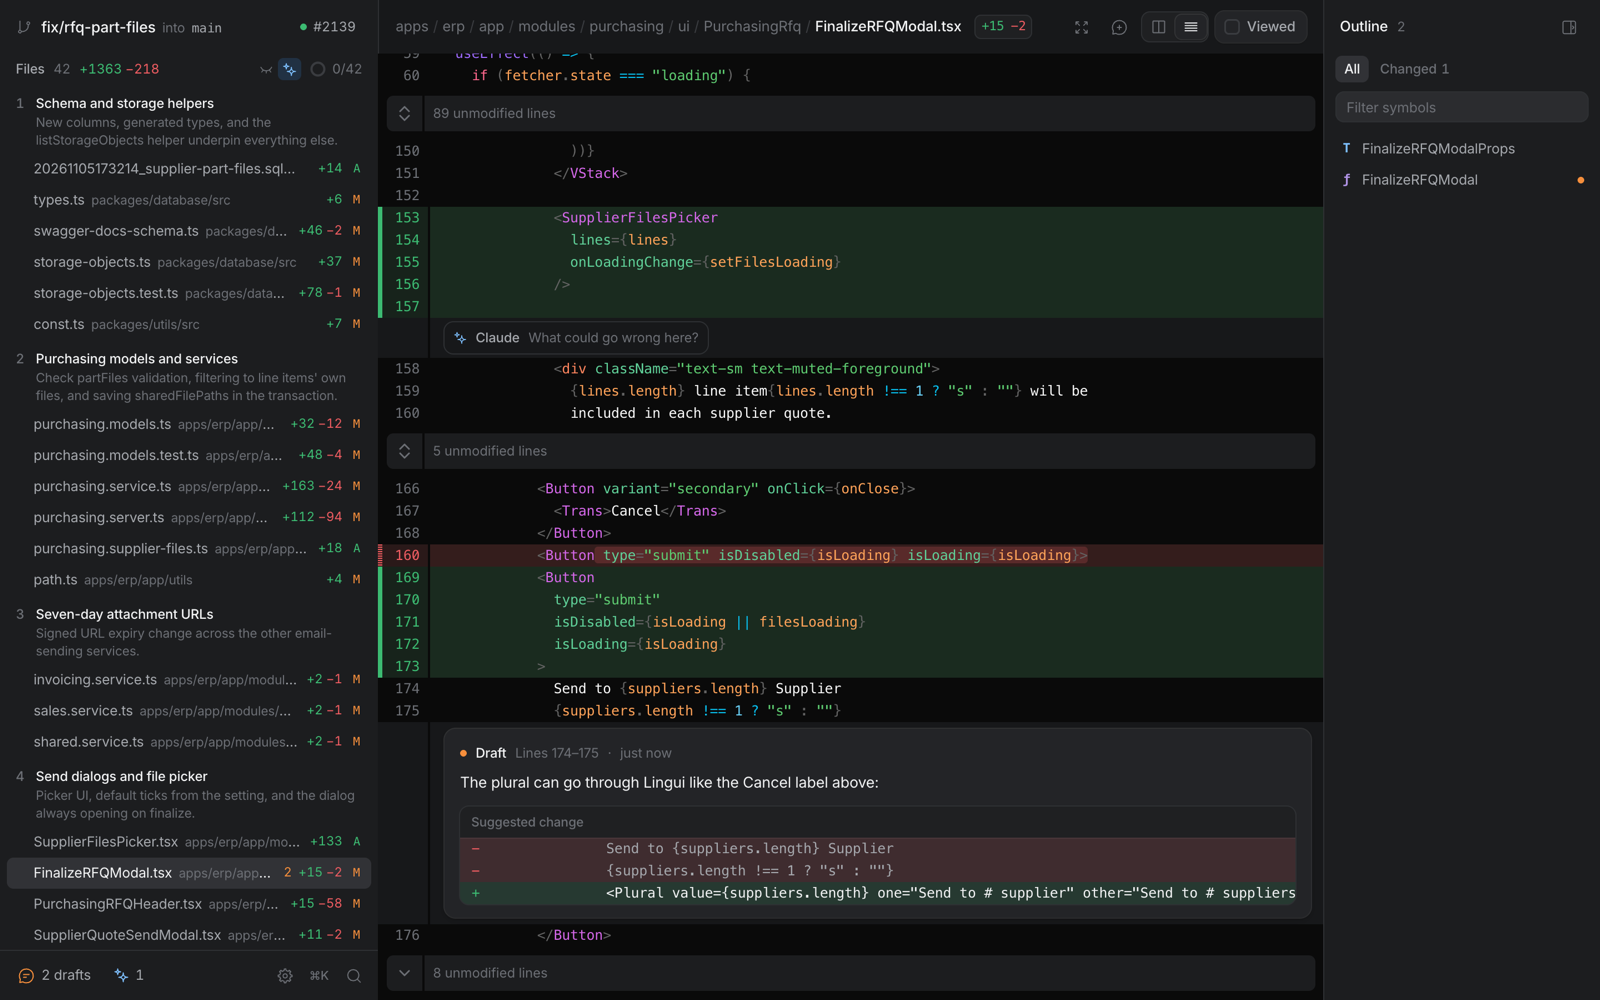 fix/rfq-part-files into main #2139
Files 42 +1363 −218 0/42
1 Schema and storage helpers
New columns, generated types, and the
listStorageObjects helper underpin everything else.
20261105173214_supplier-part-files.sql... +14 A
types.ts packages/database/src +6 M
swagger-docs-schema.ts packages/d... +46 −2 M
storage-objects.ts packages/database/src +37 M
storage-objects.test.ts packages/data... +78 −1 M
const.ts packages/utils/src +7 M
2 Purchasing models and services
Check partFiles validation, filtering to line items' own
files, and saving sharedFilePaths in the transaction.
purchasing.models.ts apps/erp/app/... +32 −12 M
purchasing.models.test.ts apps/erp/a... +48 −4 M
purchasing.service.ts apps/erp/app... +163 −24 M
purchasing.server.ts apps/erp/app/... +112 −94 M
purchasing.supplier-files.ts apps/erp/app... +18 A
path.ts apps/erp/app/utils +4 M
3 Seven-day attachment URLs
Signed URL expiry change across the other email-
sending services.
invoicing.service.ts apps/erp/app/modul... +2 −1 M
sales.service.ts apps/erp/app/modules/... +2 −1 M
shared.service.ts apps/erp/app/modules... +2 −1 M
4 Send dialogs and file picker
Picker UI, default ticks from the setting, and the dialog
always opening on finalize.
SupplierFilesPicker.tsx apps/erp/app/mo... +133 A
FinalizeRFQModal.tsx apps/erp/app... 2 +15 −2 M
PurchasingRFQHeader.tsx apps/erp/... +15 −58 M
SupplierQuoteSendModal.tsx apps/er... +11 −2 M
2 drafts 1 ⌘K
apps / erp / app / modules / purchasing / ui / PurchasingRfq / FinalizeRFQModal.tsx +15 −2 Viewed
59 useEffect(() => {
60 if (fetcher.state === "loading") {
89 unmodified lines
150 ))}
151 </VStack>
152
153 <SupplierFilesPicker
154 lines={lines}
155 onLoadingChange={setFilesLoading}
156 />
157
Claude What could go wrong here?
158 <div className="text-sm text-muted-foreground">
159 {lines.length} line item{lines.length !== 1 ? "s" : ""} will be
160 included in each supplier quote.
5 unmodified lines
166 <Button variant="secondary" onClick={onClose}>
167 <Trans>Cancel</Trans>
168 </Button>
160 <Button type="submit" isDisabled={isLoading} isLoading={isLoading}>
169 <Button
170 type="submit"
171 isDisabled={isLoading || filesLoading}
172 isLoading={isLoading}
173 >
174 Send to {suppliers.length} Supplier
175 {suppliers.length !== 1 ? "s" : ""}
Draft Lines 174–175 · just now
The plural can go through Lingui like the Cancel label above:
Suggested change
− Send to {suppliers.length} Supplier
− {suppliers.length !== 1 ? "s" : ""}
+ <Plural value={suppliers.length} one="Send to # supplier" other="Send to # suppliers
176 </Button>
8 unmodified lines
Outline 2
All Changed 1
Filter symbols
T FinalizeRFQModalProps
ƒ FinalizeRFQModal